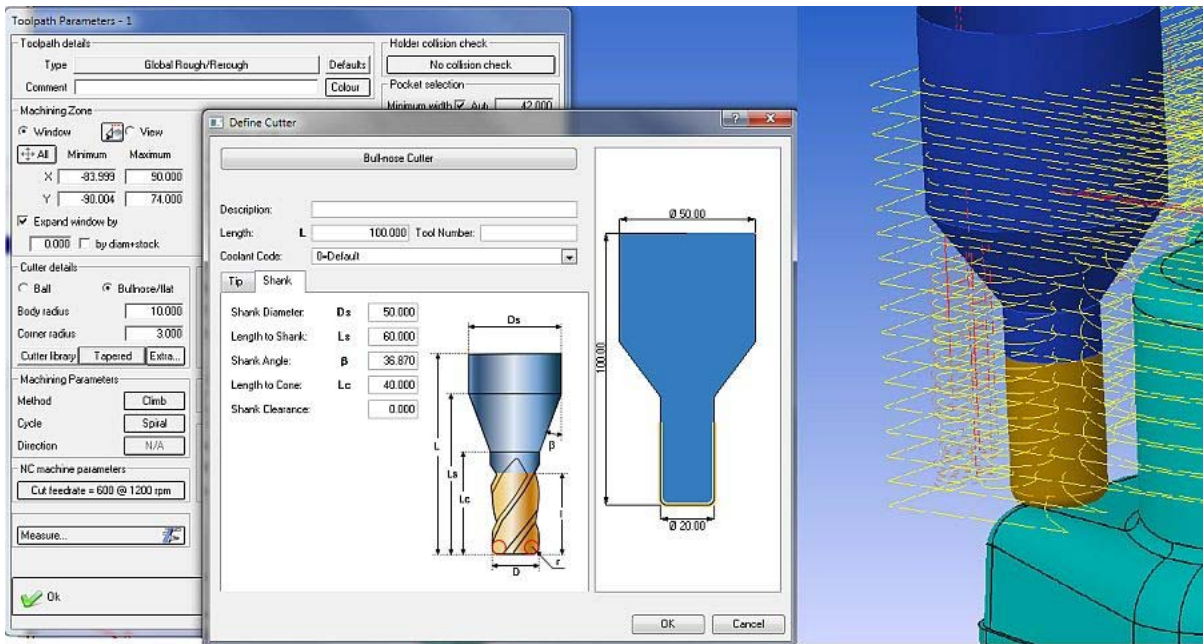 Toolpath Parameters - 1
Toolpath details
Type Global Rough/Rerough Defaults
Comment Colour
Holder collision check
No collision check
Pocket selection
Minimum width Auto 42.000
Machining Zone
Window View
All Minimum Maximum
X -83.999 90.000
Y -90.004 74.000
Expand window by
0.000 by diam+stock
Cutter details
Ball Bullnose/flat
Body radius 10.000
Corner radius 3.000
Cutter library Tapered Extra...
Machining Parameters
Method Climb
Cycle Spiral
Direction N/A
NC machine parameters
Cut feedrate = 600 @ 1200 rpm
Measure...
Ok
Define Cutter
Bull-nose Cutter
Description:
Length: L 100.000 Tool Number:
Coolant Code: 0=Default
Tip Shank
Shank Diameter: Ds 50.000
Length to Shank: Ls 60.000
Shank Angle: β 36.870
Length to Cone: Lc 40.000
Shank Clearance: 0.000
Ds
β
L
Ls
Lc
l
r
D
Ø 50.00
100.00
Ø 20.00
OK Cancel